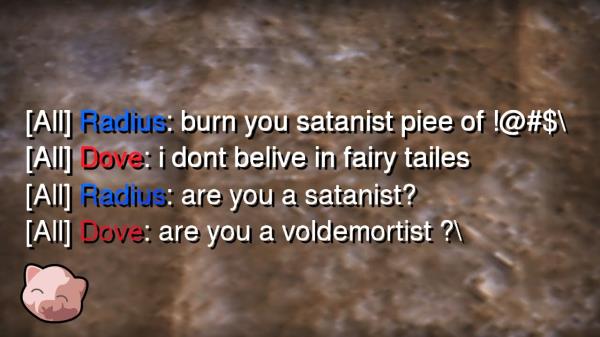 [All] Radius: burn you satanist piee of !@#$\
[All] Dove: i dont belive in fairy tailes
[All] Radius: are you a satanist?
[All] Dove: are you a voldemortist ?\